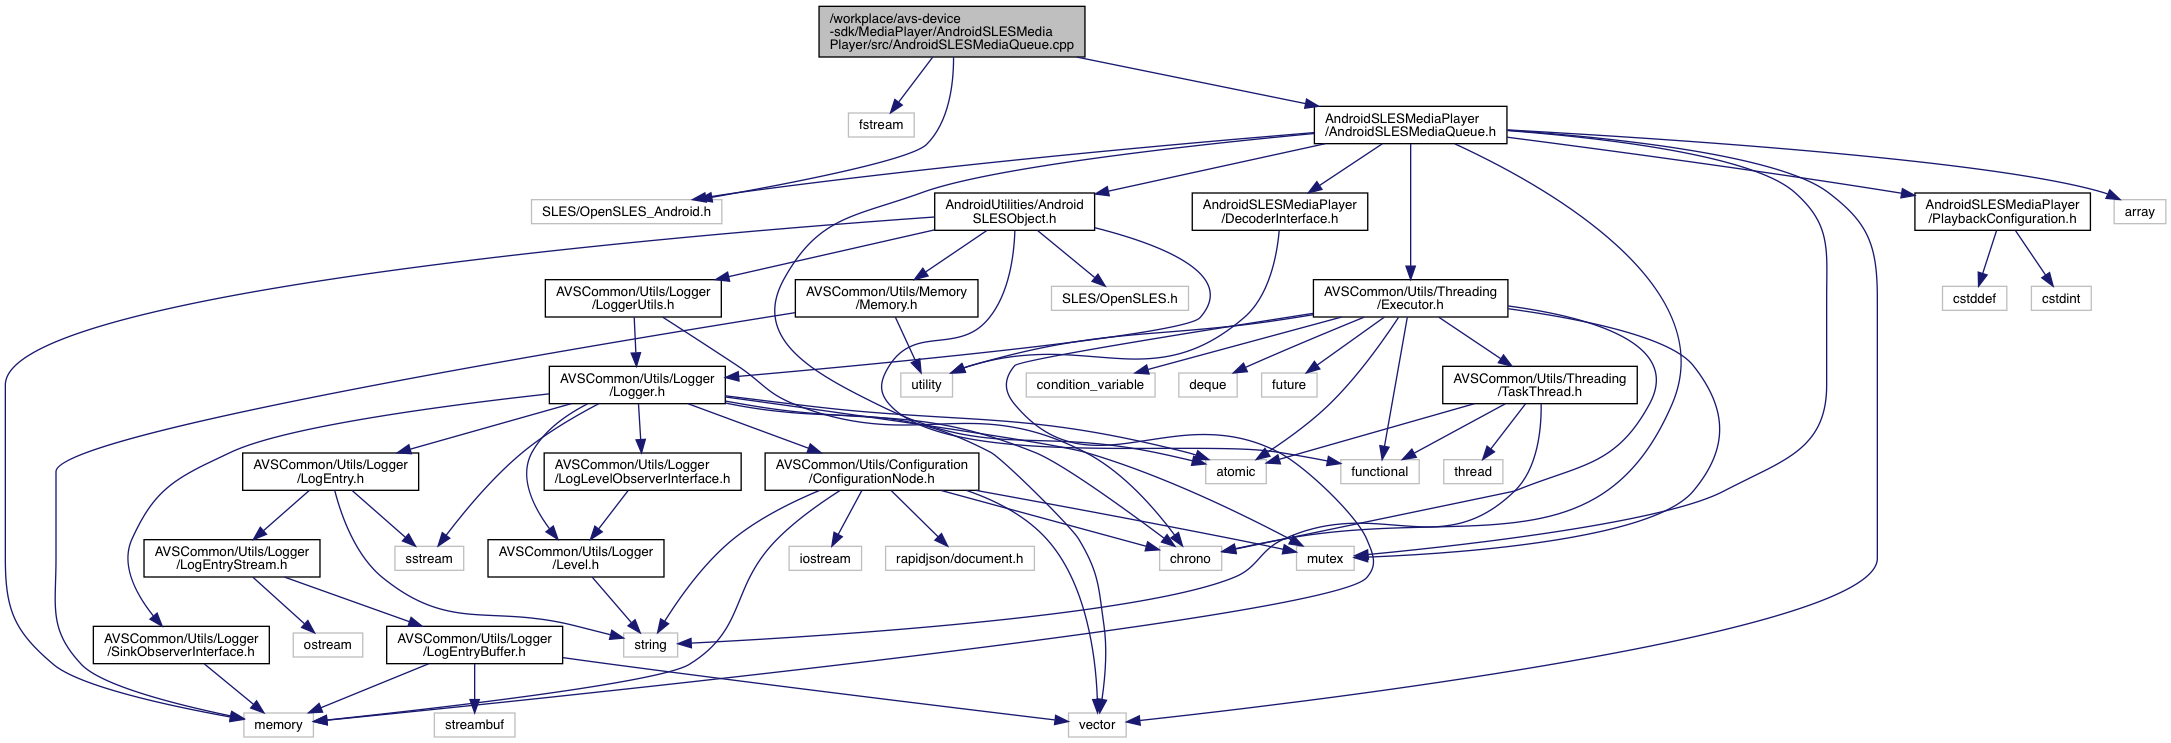 /workplace/avs-device
-sdk/MediaPlayer/AndroidSLESMedia
Player/src/AndroidSLESMediaQueue.cpp
fstream
AndroidSLESMediaPlayer
/AndroidSLESMediaQueue.h
SLES/OpenSLES_Android.h
AndroidUtilities/Android
SLESObject.h
AndroidSLESMediaPlayer
/DecoderInterface.h
AndroidSLESMediaPlayer
/PlaybackConfiguration.h
array
AVSCommon/Utils/Logger
/LoggerUtils.h
AVSCommon/Utils/Memory
/Memory.h
SLES/OpenSLES.h
AVSCommon/Utils/Threading
/Executor.h
cstddef
cstdint
AVSCommon/Utils/Logger
/Logger.h
utility
condition_variable
deque
future
AVSCommon/Utils/Threading
/TaskThread.h
AVSCommon/Utils/Logger
/LogEntry.h
AVSCommon/Utils/Logger
/LogLevelObserverInterface.h
AVSCommon/Utils/Configuration
/ConfigurationNode.h
atomic
functional
thread
AVSCommon/Utils/Logger
/LogEntryStream.h
sstream
AVSCommon/Utils/Logger
/Level.h
iostream
rapidjson/document.h
chrono
mutex
AVSCommon/Utils/Logger
/SinkObserverInterface.h
ostream
AVSCommon/Utils/Logger
/LogEntryBuffer.h
string
memory
streambuf
vector